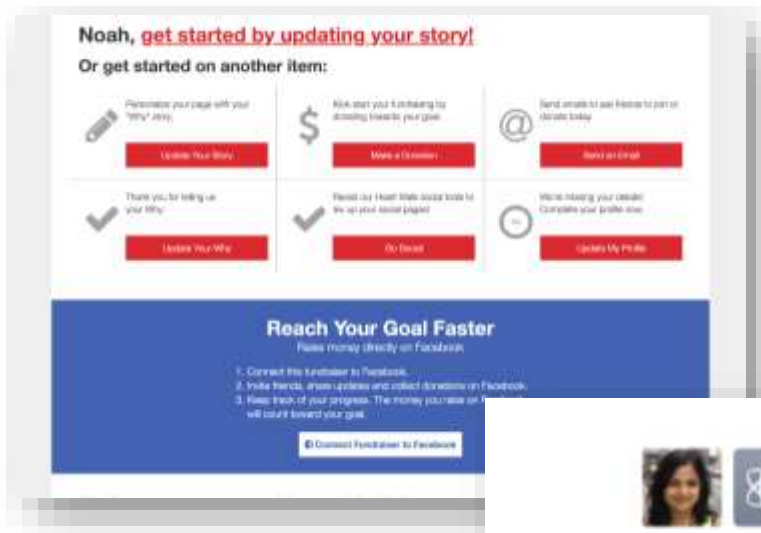 Noah, get started by updating your story!
Or get started on another item:
Personalize your page with your
"Why" story.
Update Your Story
Kick start your fundraising by
donating towards your goal.
Make a Donation
Send emails to ask friends to join or
donate today.
Send an Email
Thank you for telling us
your Why.
Update Your Why
Revisit our Heart Walk social tools to
up your social pages!
Go Social
We're missing your details!
Complete your profile now.
Update My Profile
Reach Your Goal Faster
Raise money directly on Facebook
1. Connect this fundraiser to Facebook.
2. Invite friends, share updates and collect donations on Facebook.
3. Keep track of your progress. The money you raise on
will count toward your goal.
Connect Fundraiser to Facebook